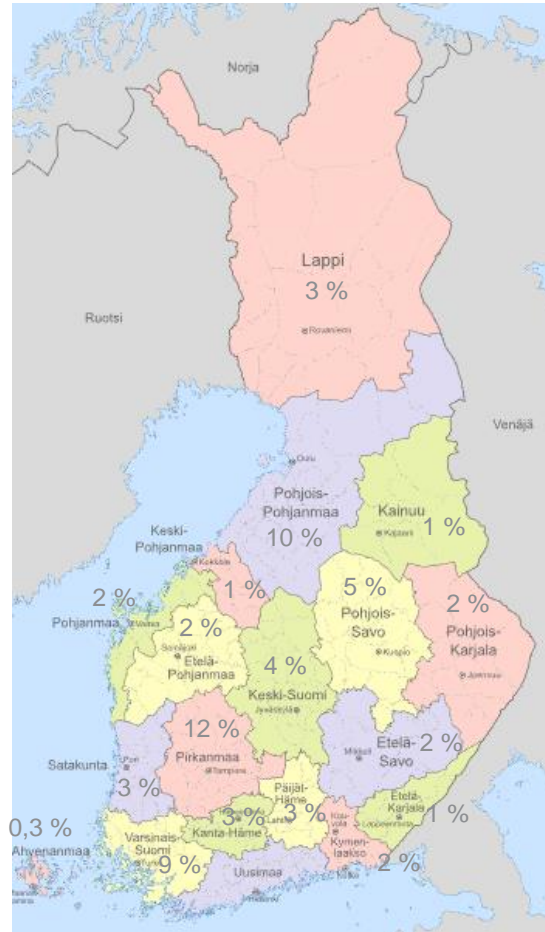 Norja
Lappi
3 %
Rovaniemi
Ruotsi
Venäjä
Oulu
Pohjois-
Pohjanmaa
10 %
Kainuu
Kajaani
1 %
Keski-
Pohjanmaa
Kokkola
1 %
2 %
Pohjanmaa
Vaasa
2 %
Seinäjoki
Etelä-
Pohjanmaa
5 %
Pohjois-
Savo
Kuopio
2 %
Pohjois-
Karjala
Joensuu
4 %
Keski-Suomi
Jyväskylä
12 %
Pirkanmaa
Tampere
Satakunta
Pori
3 %
Etelä-
Savo
2 %
Mikkeli
Päijät-
Häme
3 %
Lahti
3 %
Kanta-Häme
Etelä-
Karjala
Lappeenranta
1 %
Kou-
vola
Kymen-
laakso
2 %
Kotka
0,3 %
Ahvenanmaa
Varsinais-
Suomi
Turku
9 %
Uusimaa
Helsinki